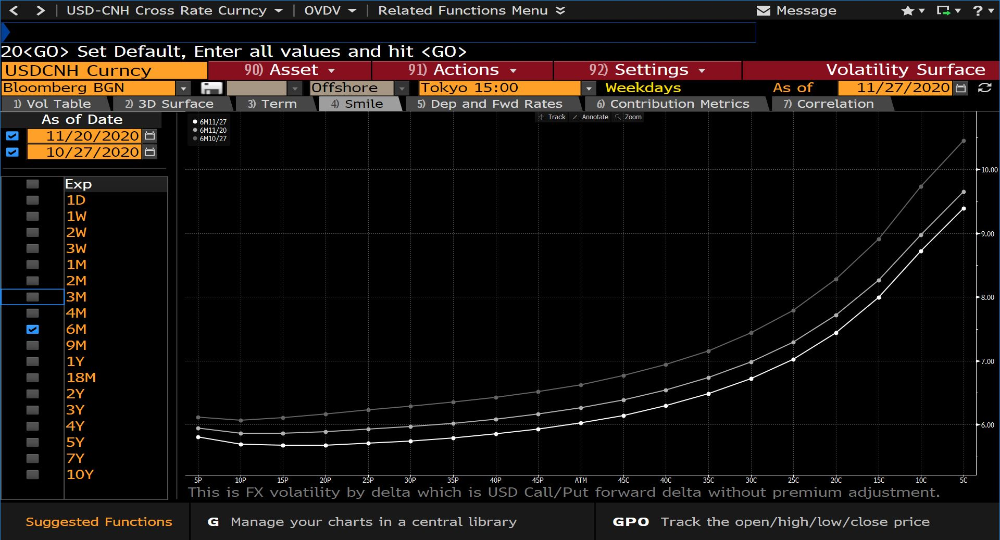 USD-CNH Cross Rate Curncy OVDV Related Functions Menu Message ?
20<GO> Set Default, Enter all values and hit <GO>
USDCNH Curncy 90) Asset 91) Actions 92) Settings Volatility Surface
Bloomberg BGN Offshore Tokyo 15:00 Weekdays As of 11/27/2020
1) Vol Table 2) 3D Surface 3) Term 4) Smile 5) Dep and Fwd Rates 6) Contribution Metrics 7) Correlation
As of Date
11/20/2020
10/27/2020
Exp
1D
1W
2W
3W
1M
2M
3M
4M
6M
9M
1Y
18M
2Y
3Y
4Y
5Y
7Y
10Y
Track Annotate Zoom
6M11/27
6M11/20
6M10/27
10.00
9.00
8.00
7.00
6.00
5P 10P 15P 20P 25P 30P 35P 40P 45P ATM 45C 40C 35C 30C 25C 20C 15C 10C 5C
This is FX volatility by delta which is USD Call/Put forward delta without premium adjustment.
Suggested Functions G Manage your charts in a central library GPO Track the open/high/low/close price